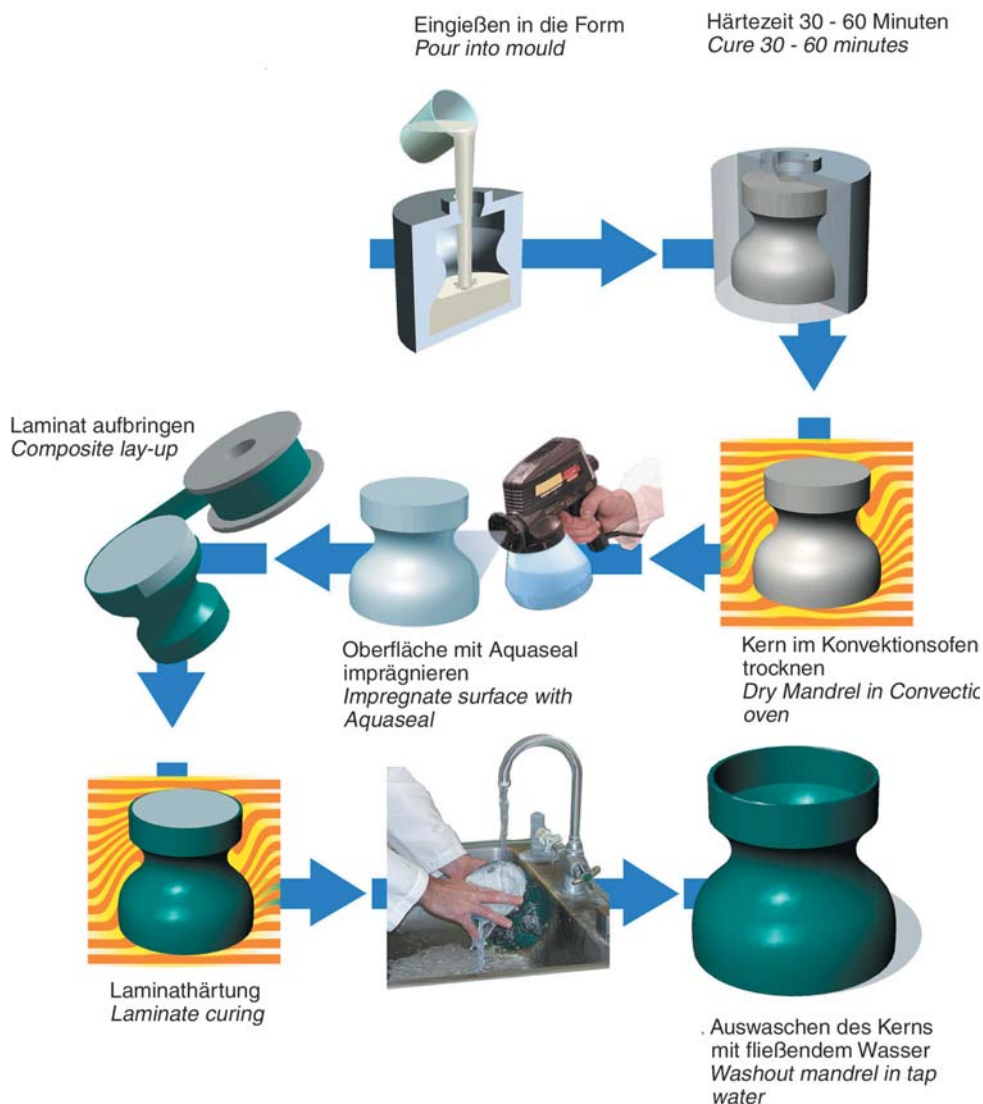 Eingießen in die Form
Pour into mould
Härtezeit 30 - 60 Minuten
Cure 30 - 60 minutes
Kern im Konvektionsofen
trocknen
Dry Mandrel in Convectic
oven
Oberfläche mit Aquaseal
imprägnieren
Impregnate surface with
Aquaseal
Laminat aufbringen
Composite lay-up
Laminathärtung
Laminate curing
. Auswaschen des Kerns
mit fließendem Wasser
Washout mandrel in tap
water